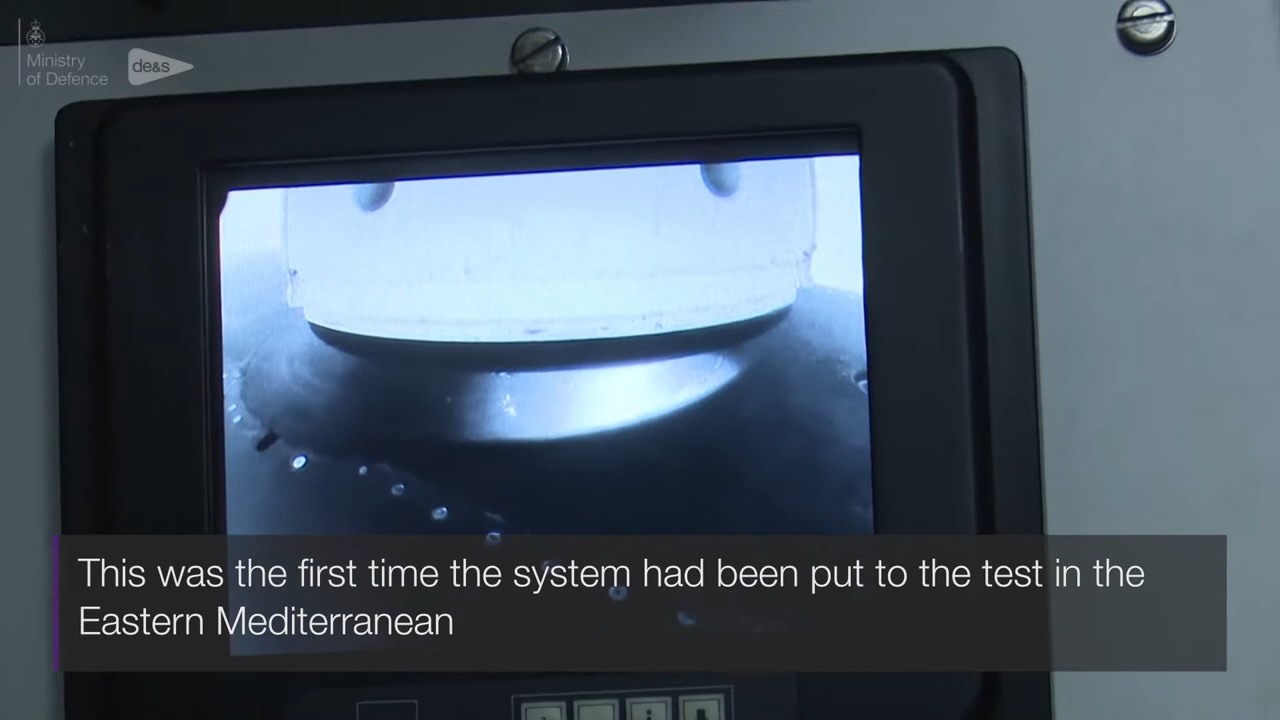 Ministry
of Defence
de&s
This was the first time the system had been put to the test in the
Eastern Mediterranean